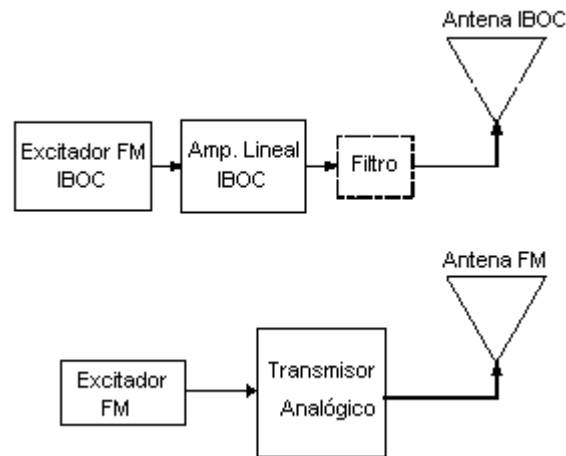 Antena IBOC
Excitador FM
IBOC
Amp. Lineal
IBOC
Filtro
Antena FM
Excitador
FM
Transmisor
Analógico